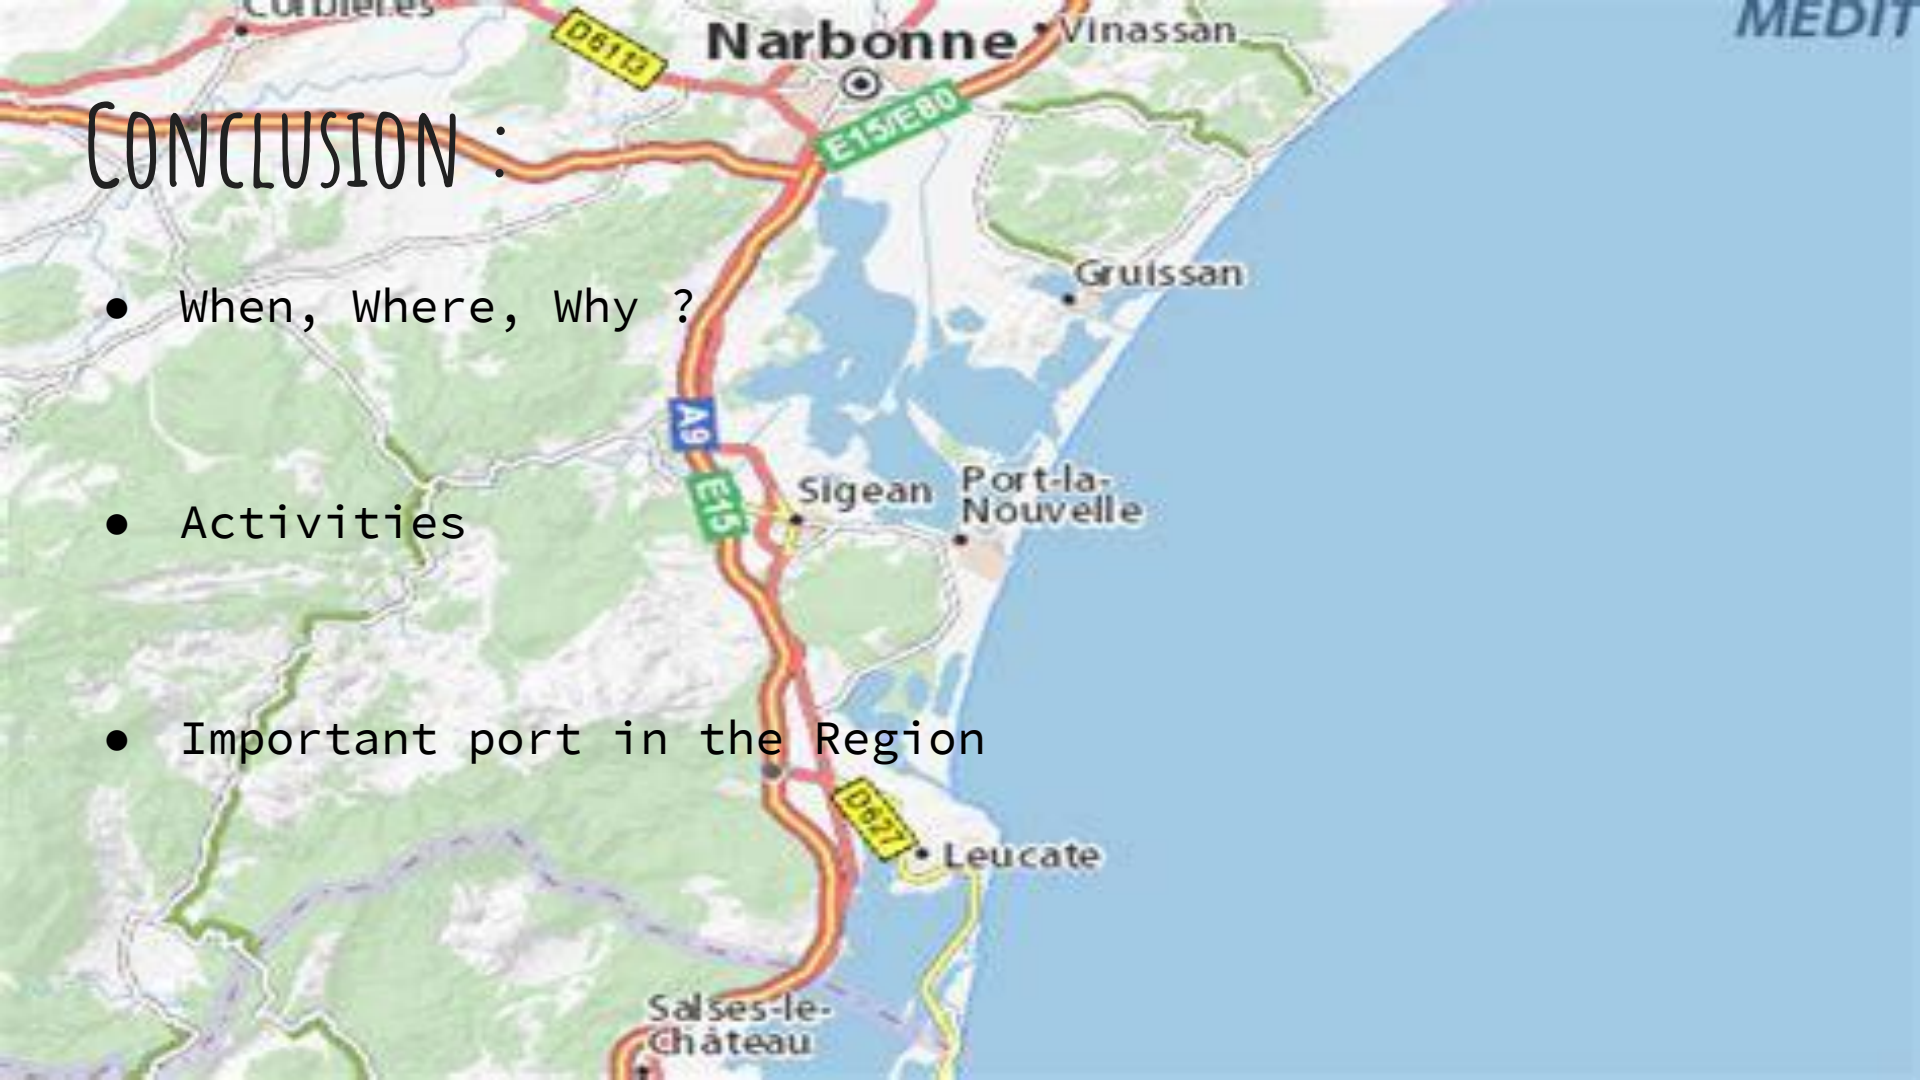 Corbières
D6113
Narbonne
Vinassan
MEDIT
E15/E80
CONCLUSION :
Gruissan
● When, Where, Why ?
A9
E15
Sigean
Port-la-
Nouvelle
● Activities
● Important port in the Region
D627
Leucate
Salses-le-
Château